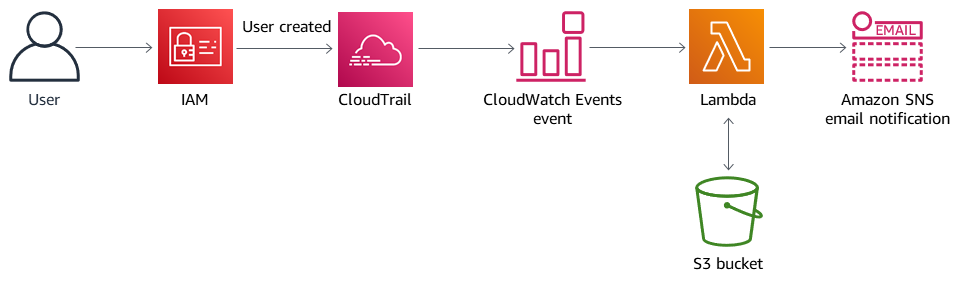 EMAIL
User created
User
IAM
CloudTrail
CloudWatch Events
event
Lambda
Amazon SNS
email notification
S3 bucket